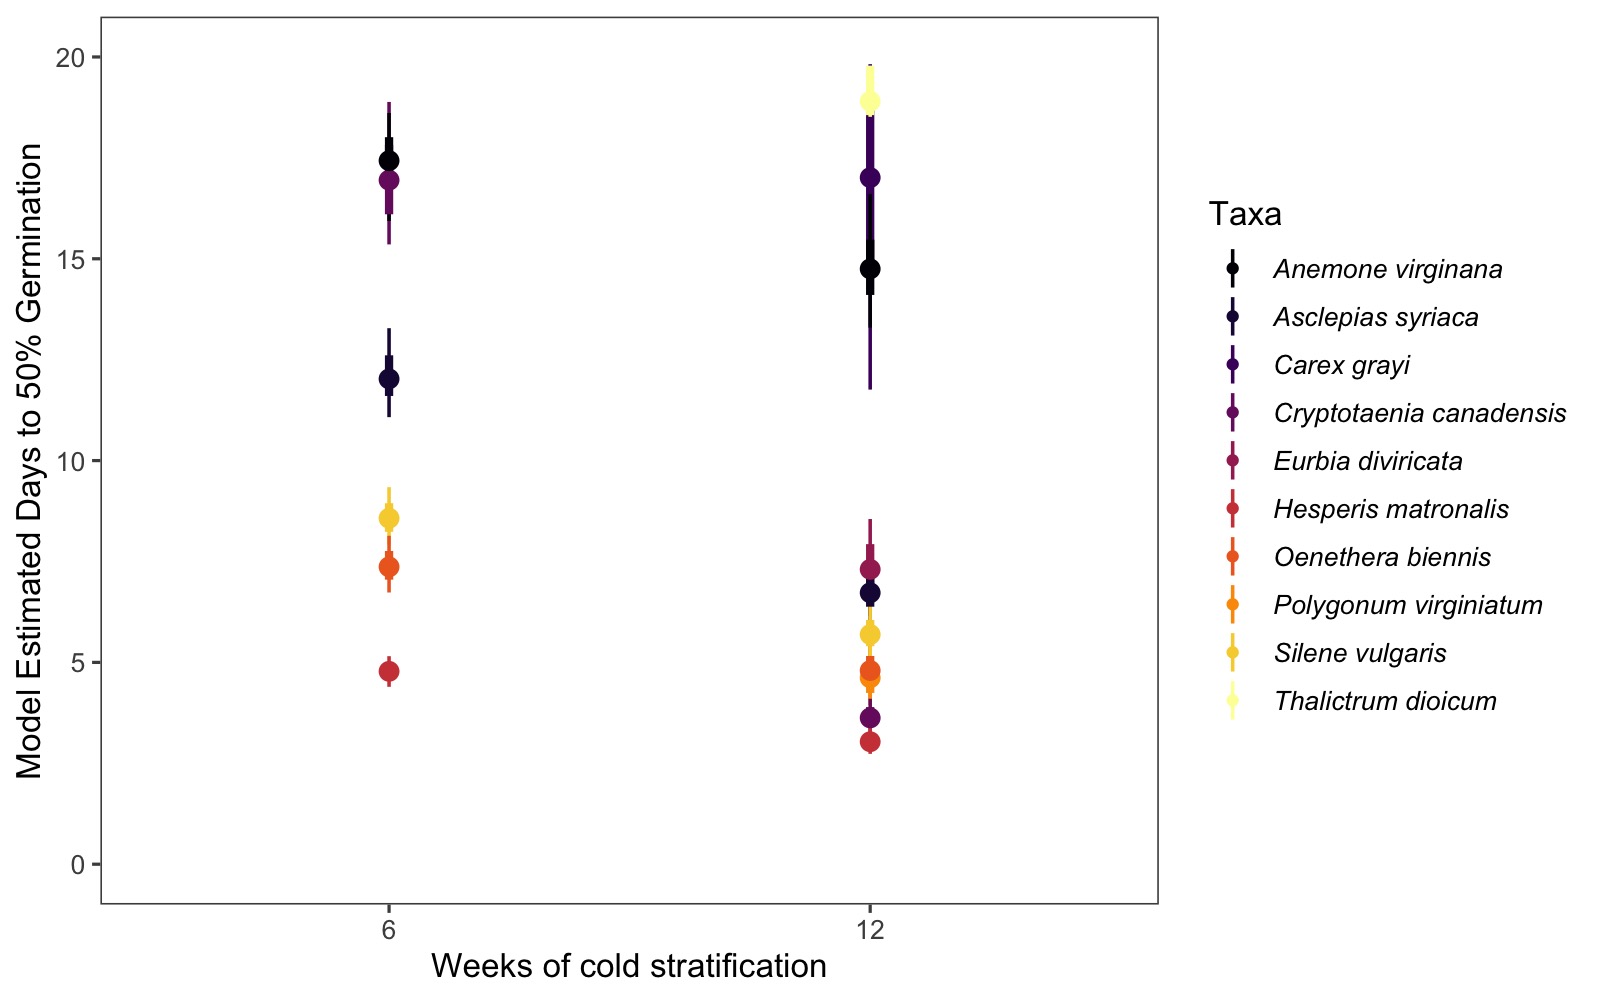 Model Estimated Days to 50% Germination
20
15
10
5
0
6
12
Weeks of cold stratification
Taxa
Anemone virginana
Asclepias syriaca
Carex grayi
Cryptotaenia canadensis
Eurbia diviricata
Hesperis matronalis
Oenethera biennis
Polygonum virginiatum
Silene vulgaris
Thalictrum dioicum